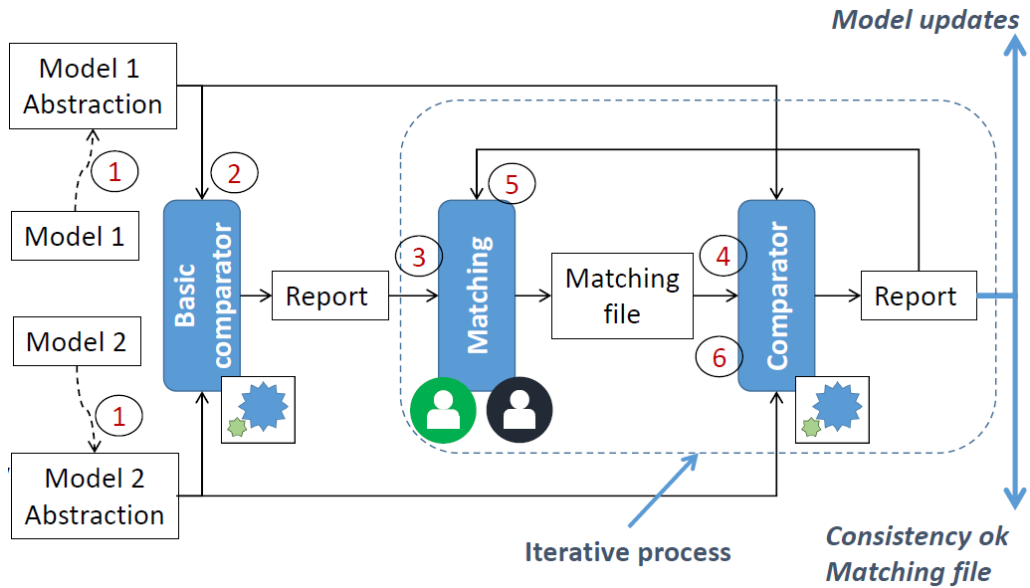 Model updates
Model 1
Abstraction
1
2
5
Model 1
Basic
comparator
3
Matching
4
Comparator
Report
Matching
file
Report
Model 2
6
1
Model 2
Abstraction
Iterative process
Consistency ok
Matching file